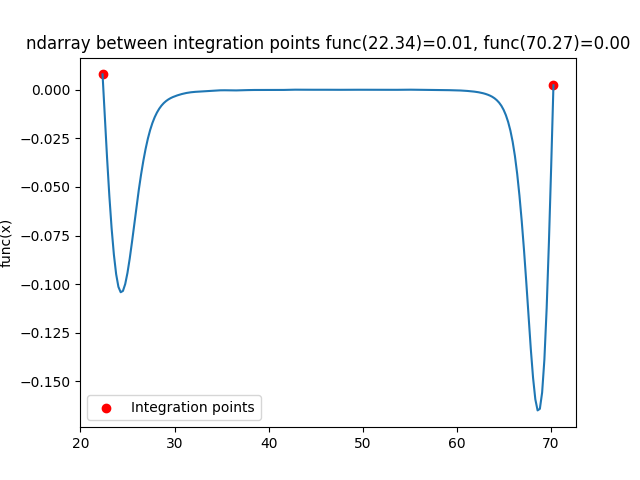 ndarray between integration points func(22.34)=0.01, func(70.27)=0.00
func(x)
0.000
−0.025
−0.050
−0.075
−0.100
−0.125
−0.150
Integration points
20 30 40 50 60 70